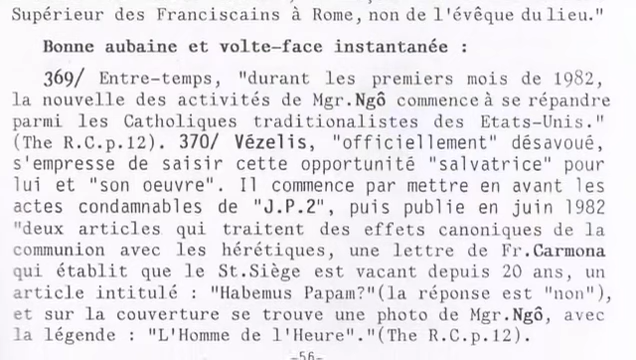 Supérieur des Franciscains à Rome, non de l'évêque du lieu."
Bonne aubaine et volte-face instantanée :
369/ Entre-temps, "durant les premiers mois de 1982,
la nouvelle des activités de Mgr.Ngô commence à se répandre
parmi les Catholiques traditionalistes des Etats-Unis."
(The R.C.p.12). 370/ Vézelis, "officiellement" désavoué,
s'empresse de saisir cette opportunité "salvatrice" pour
lui et "son oeuvre". Il commence par mettre en avant les
actes condamnables de "J.P.2", puis publie en juin 1982
"deux articles qui traitent des effets canoniques de la
communion avec les hérétiques, une lettre de Fr.Carmona
qui établit que le St.Siège est vacant depuis 20 ans, un
article intitulé : "Habemus Papam?"(la réponse est "non"),
et sur la couverture se trouve une photo de Mgr.Ngô, avec
la légende : "L'Homme de l'Heure"."(The R.C.p.12).
-56-